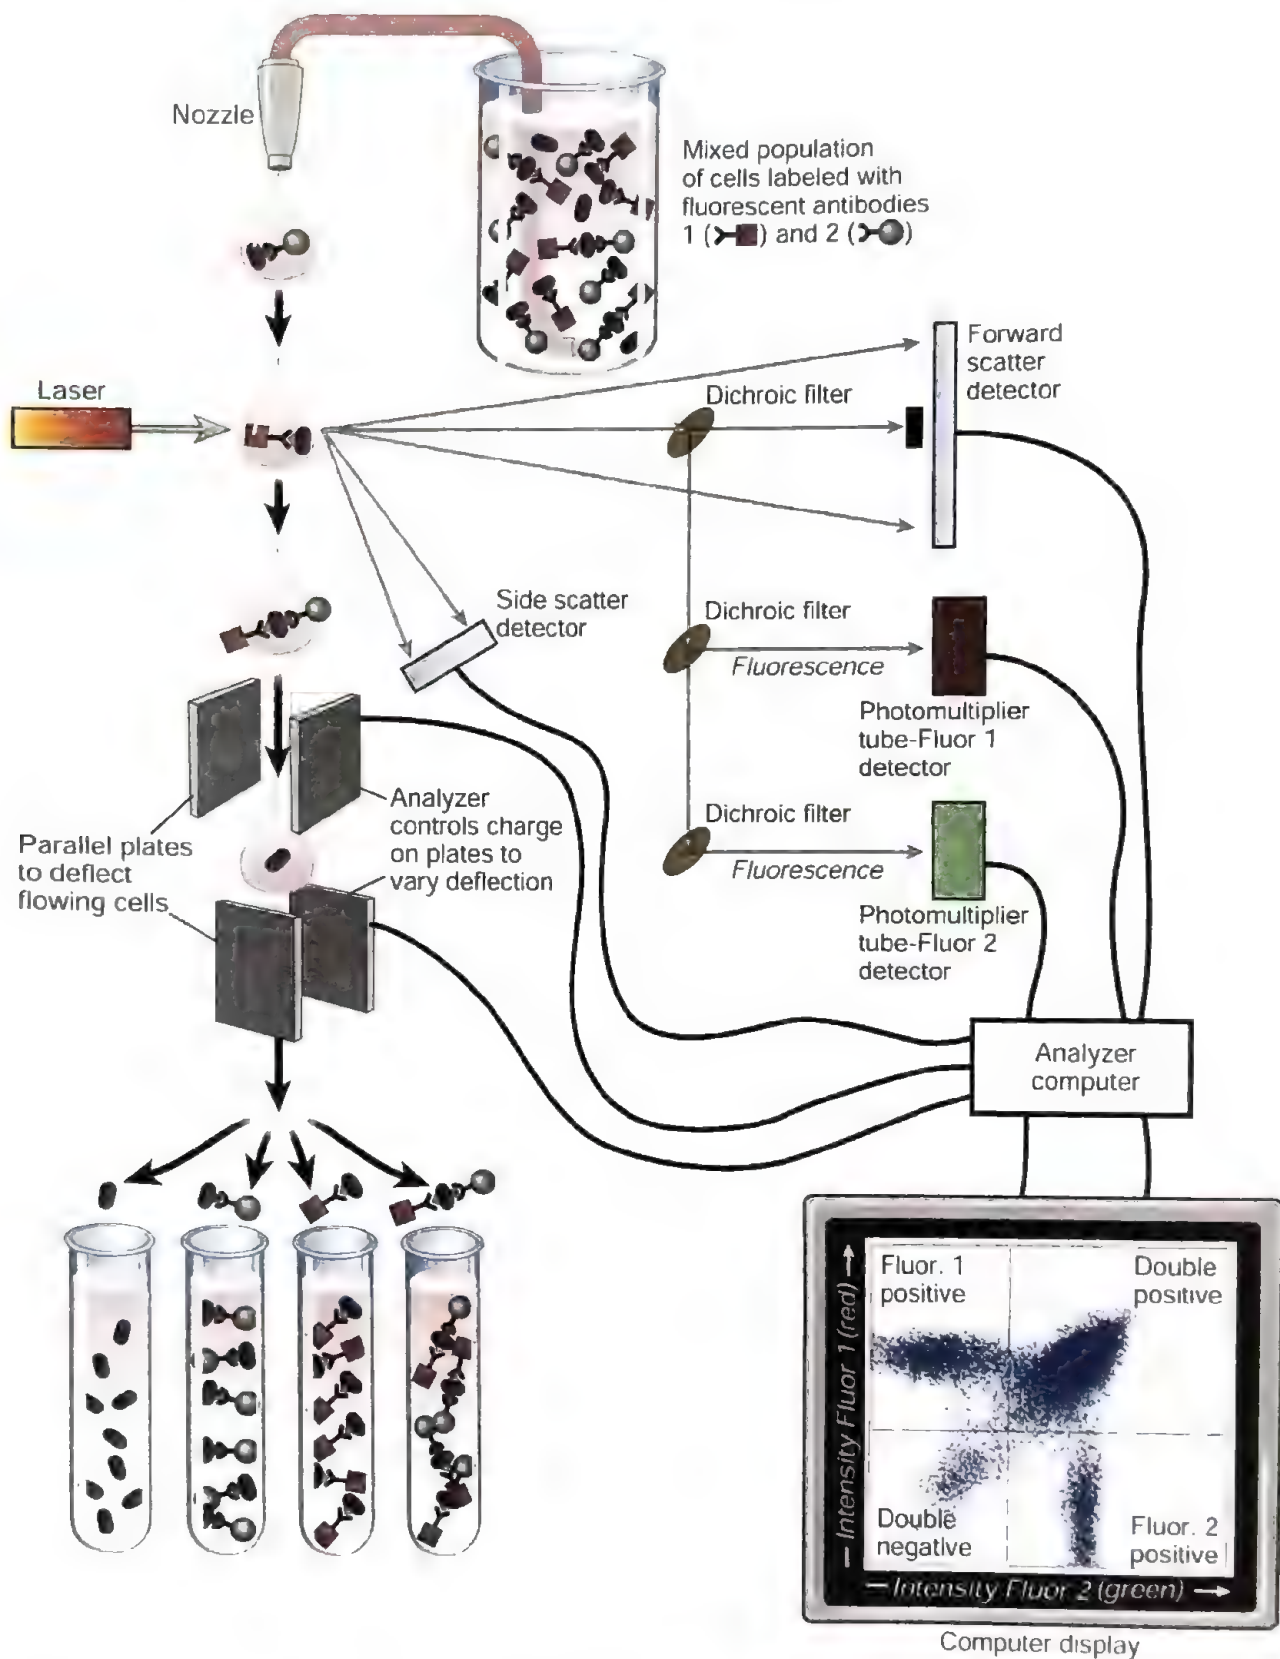 Nozzle
Mixed population
of cells labeled with
fluorescent antibodies
1 ( ) and 2 ( )
Laser
Dichroic filter
Forward
scatter
detector
Side scatter
detector
Dichroic filter
Fluorescence
Photomultiplier
tube-Fluor 1
detector
Analyzer
controls charge
on plates to
vary deflection
Parallel plates
to deflect
flowing cells
Dichroic filter
Fluorescence
Photomultiplier
tube-Fluor 2
detector
Analyzer
computer
Fluor. 1
positive
Double
positive
Intensity Fluor 1 (red)
Double
negative
Fluor. 2
positive
Intensity Fluor 2 (green)
Computer display